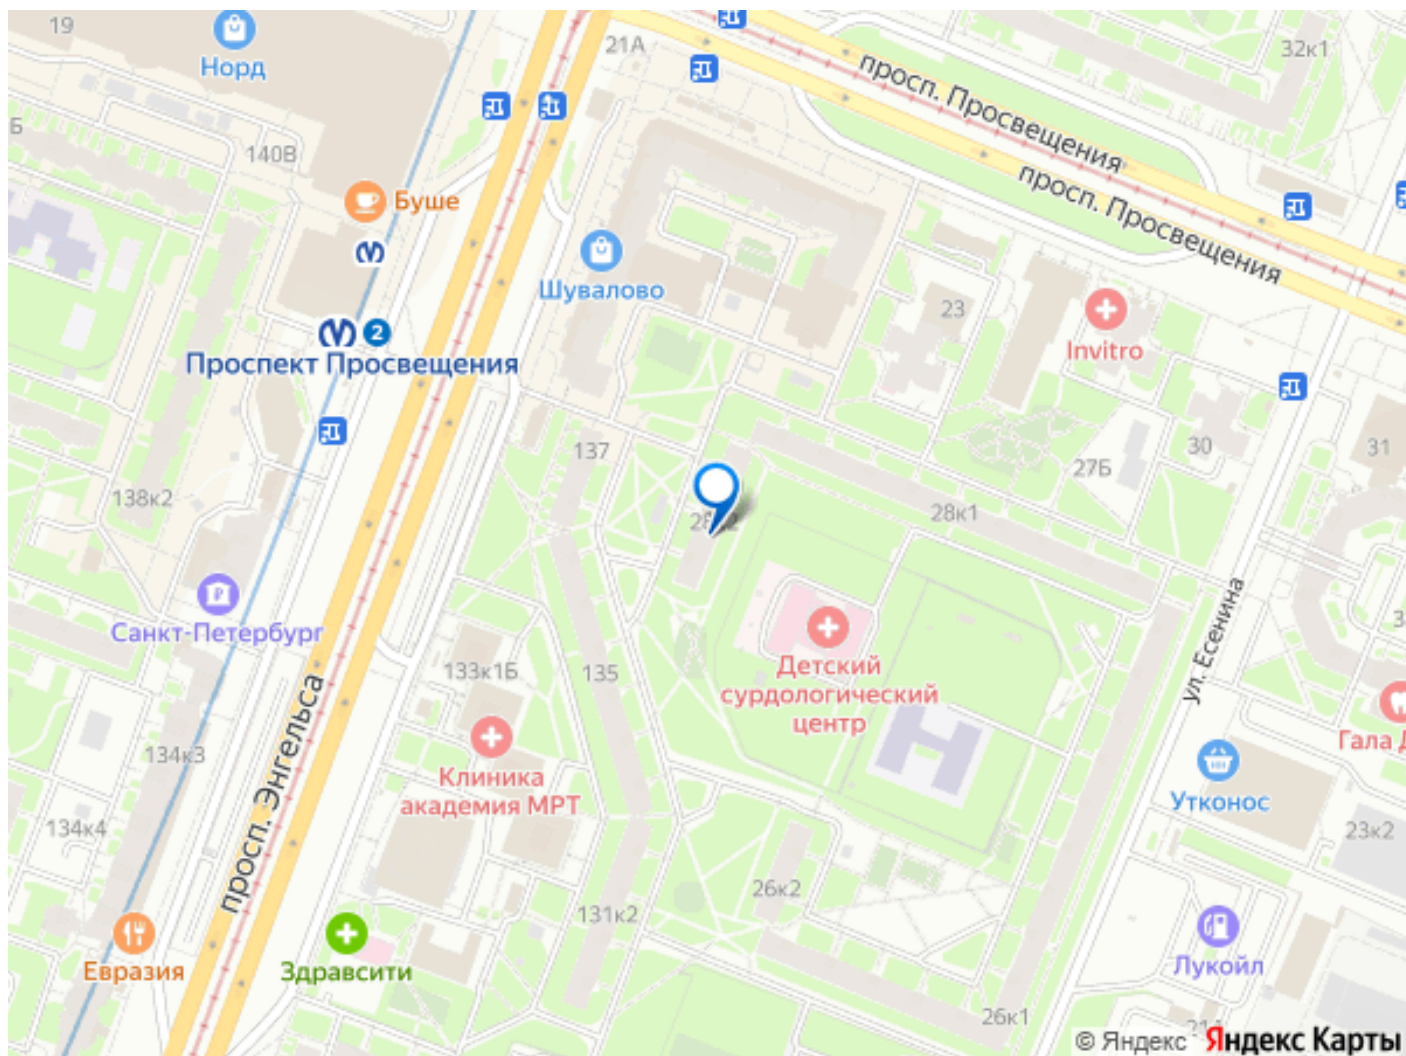 19
Норд
21А
32к1
просп. Просвещения
просп. Просвещения
Б
140В
Буше
Шувалово
23
Invitro
2
Проспект Просвещения
137
30
31
27Б
138к2
28к1
ул. Есенина
Санкт-Петербург
133к1Б
135
Детский
сурдологический
центр
Гала Д
134к3
просп. Энгельса
Клиника
академия МРТ
Утконос
134к4
23к2
26к2
131к2
Евразия
Здравсити
Лукойл
26к1
© Яндекс
Яндекс Карты